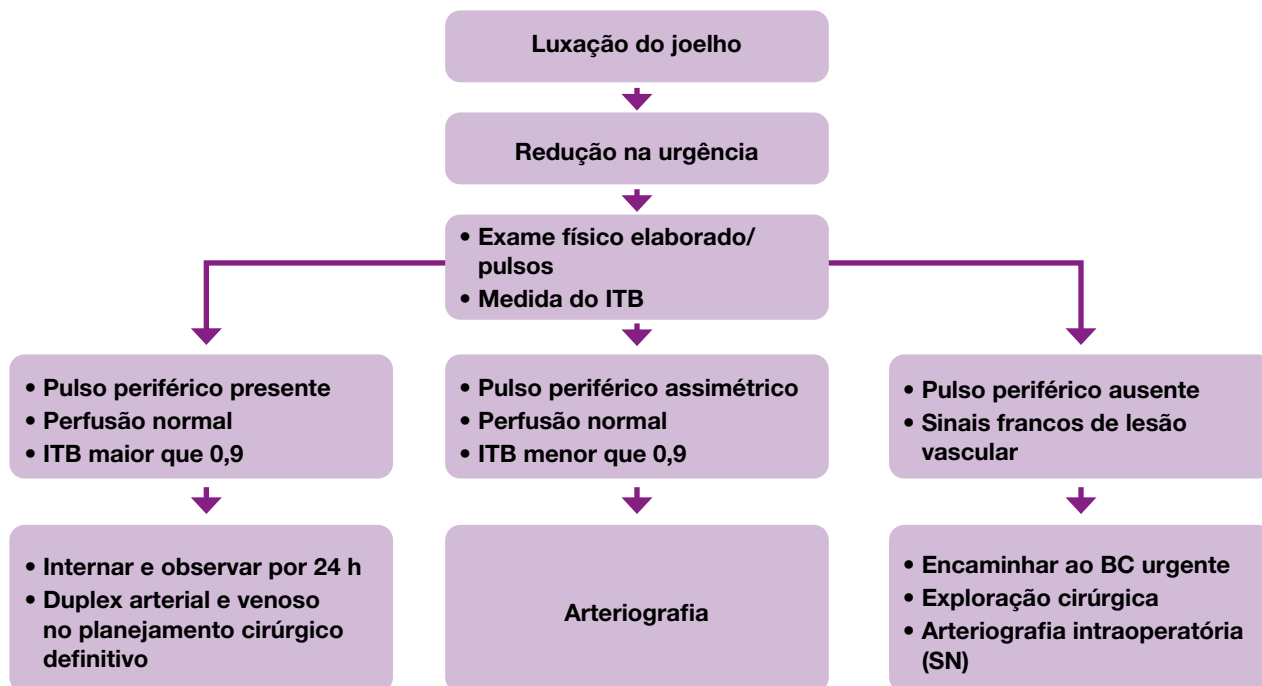 Luxação do joelho
Redução na urgência
• Exame físico elaborado/
pulsos
• Medida do ITB
• Pulso periférico presente
• Perfusão normal
• ITB maior que 0,9
• Pulso periférico assimétrico
• Perfusão normal
• ITB menor que 0,9
• Pulso periférico ausente
• Sinais francos de lesão
vascular
• Internar e observar por 24 h
• Duplex arterial e venoso
no planejamento cirúrgico
definitivo
Arteriografia
• Encaminhar ao BC urgente
• Exploração cirúrgica
• Arteriografia intraoperatória
(SN)